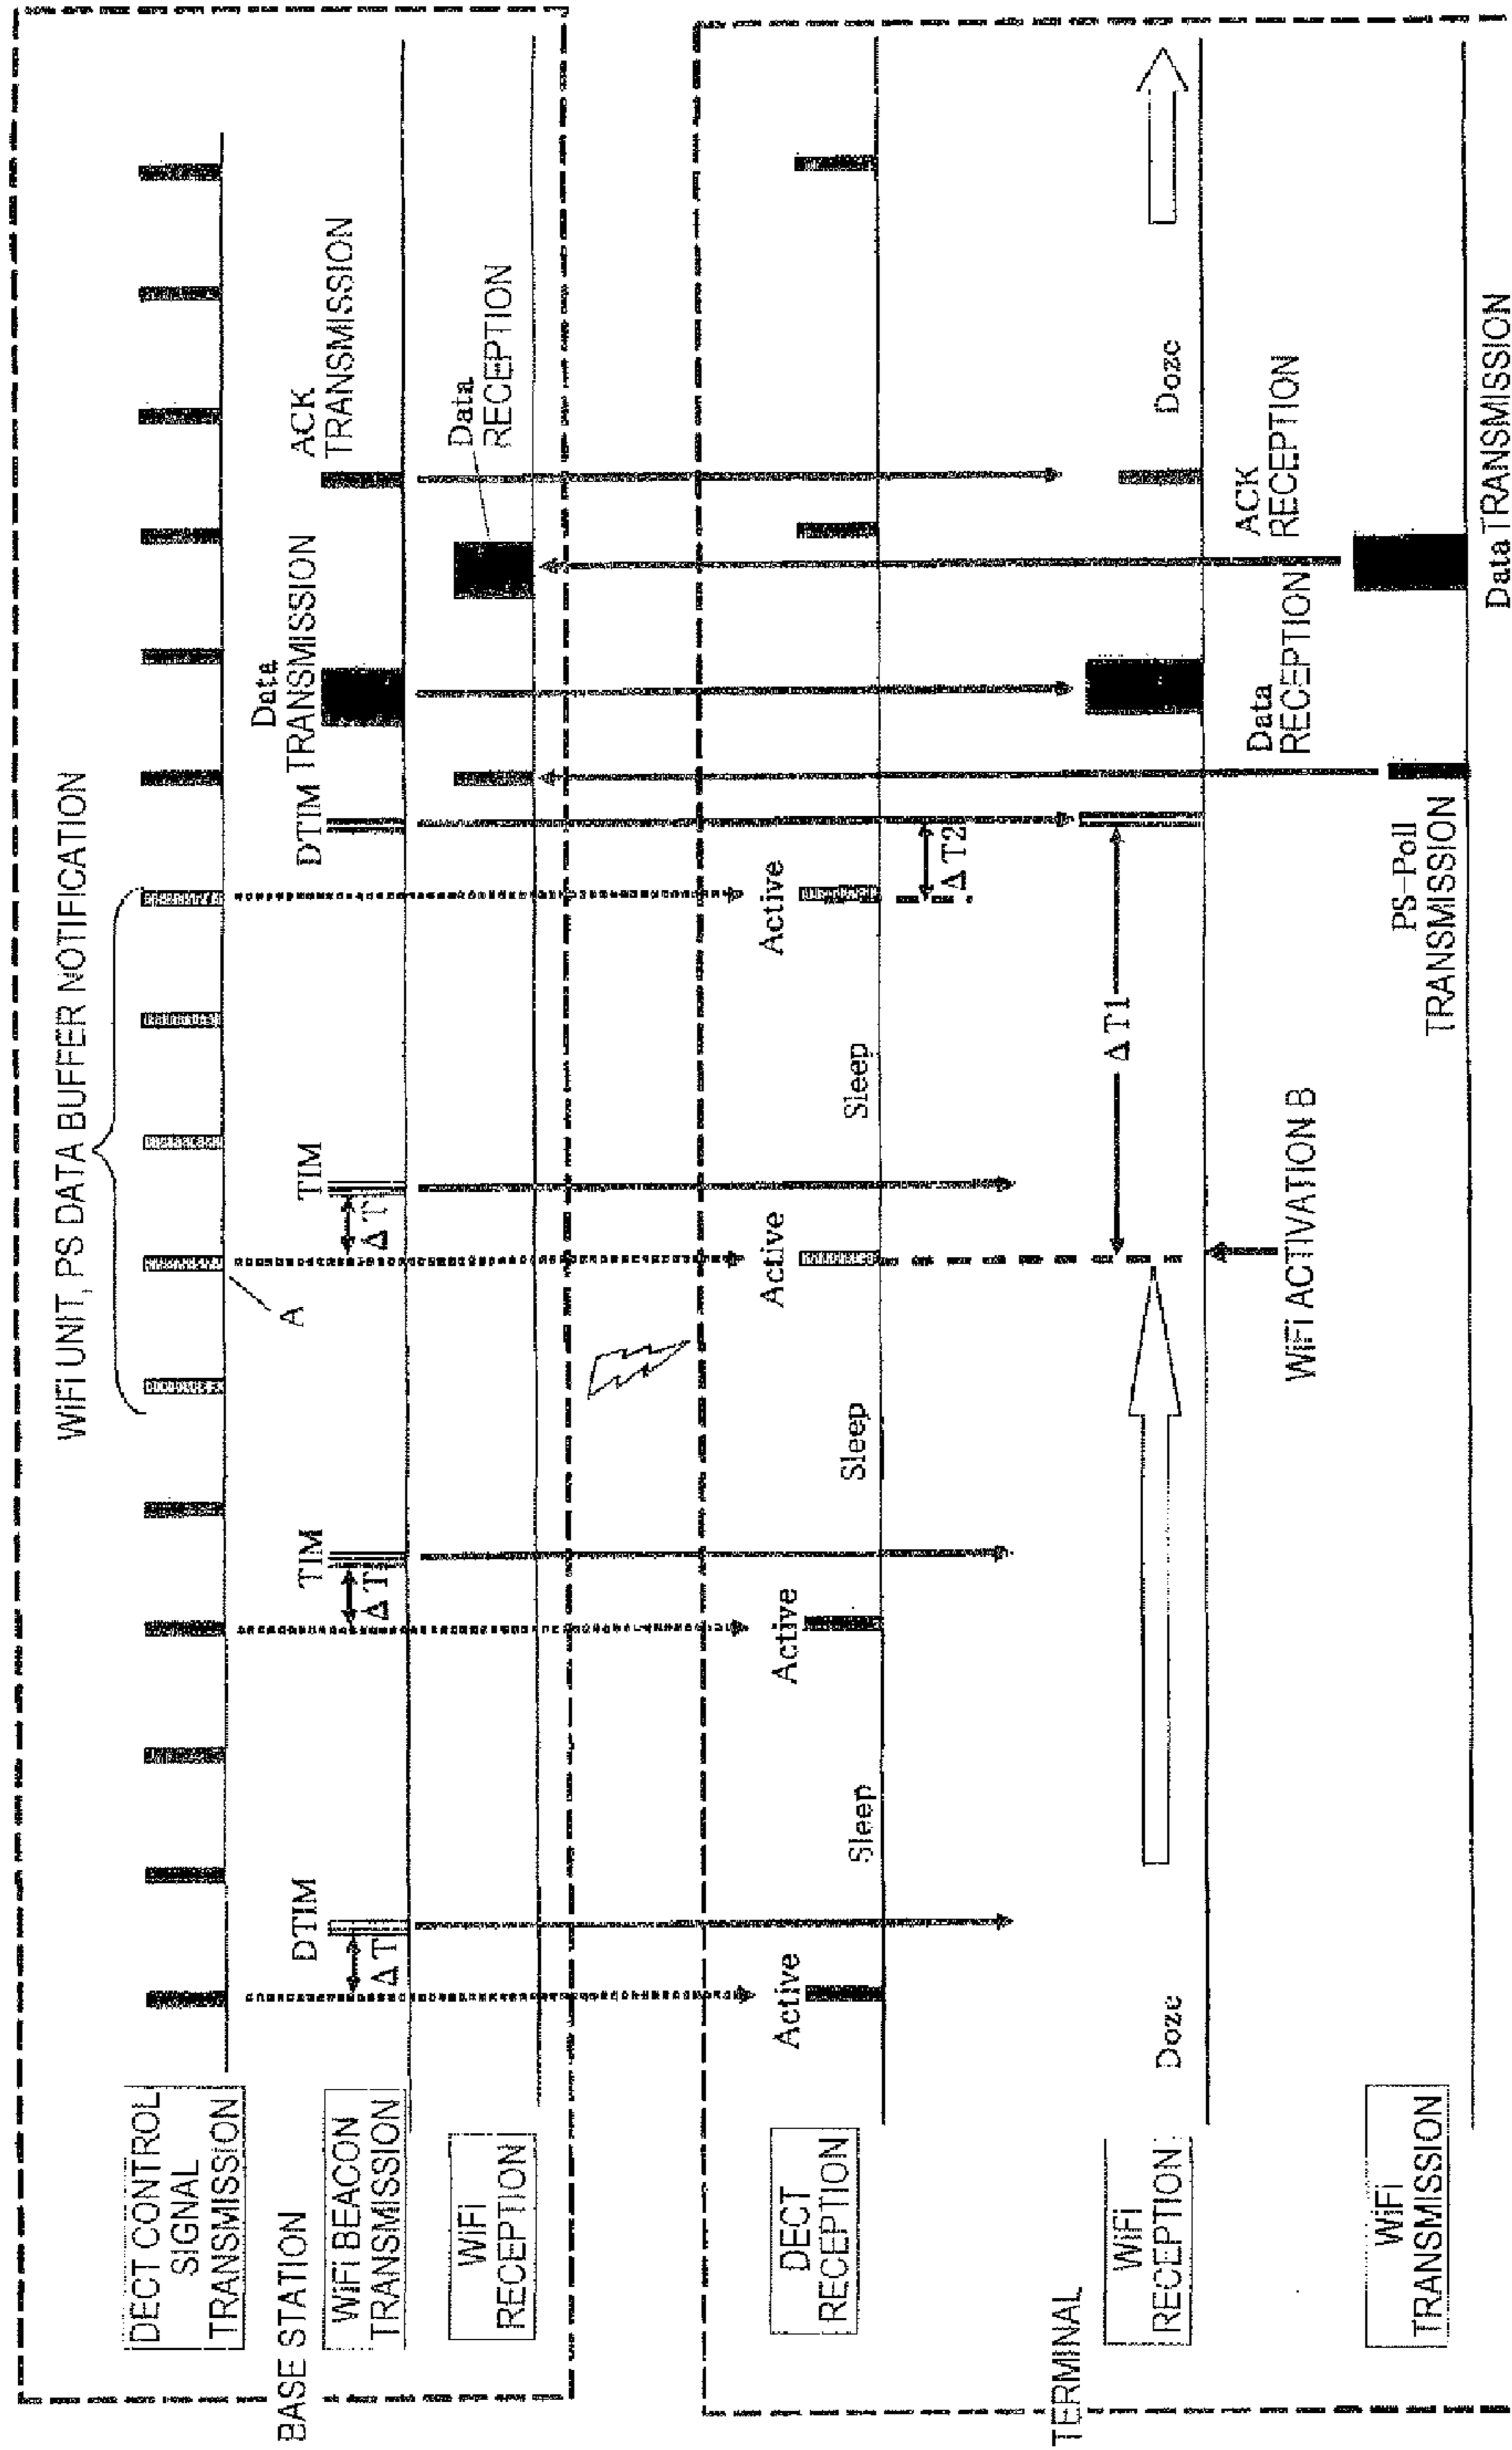 WiFi UNIT, PS DATA BUFFER NOTIFICATION
DECT CONTROL
SIGNAL
TRANSMISSION
A
BASE STATION
WiFi BEACON
TRANSMISSION
DTIM
ΔT
TIM
ΔT
TIM
ΔT
DTIM
Data
TRANSMISSION
ACK
TRANSMISSION
WiFi
RECEPTION
Data
RECEPTION
DECT
RECEPTION
Active
Sleep
Active
Sleep
Active
Sleep
Active
ΔT2
TERMINAL
WiFi
RECEPTION
Doze
ΔT1
Doze
WiFi ACTIVATION B
Data
RECEPTION
ACK
RECEPTION
WiFi
TRANSMISSION
PS-Poll
TRANSMISSION
Data TRANSMISSION